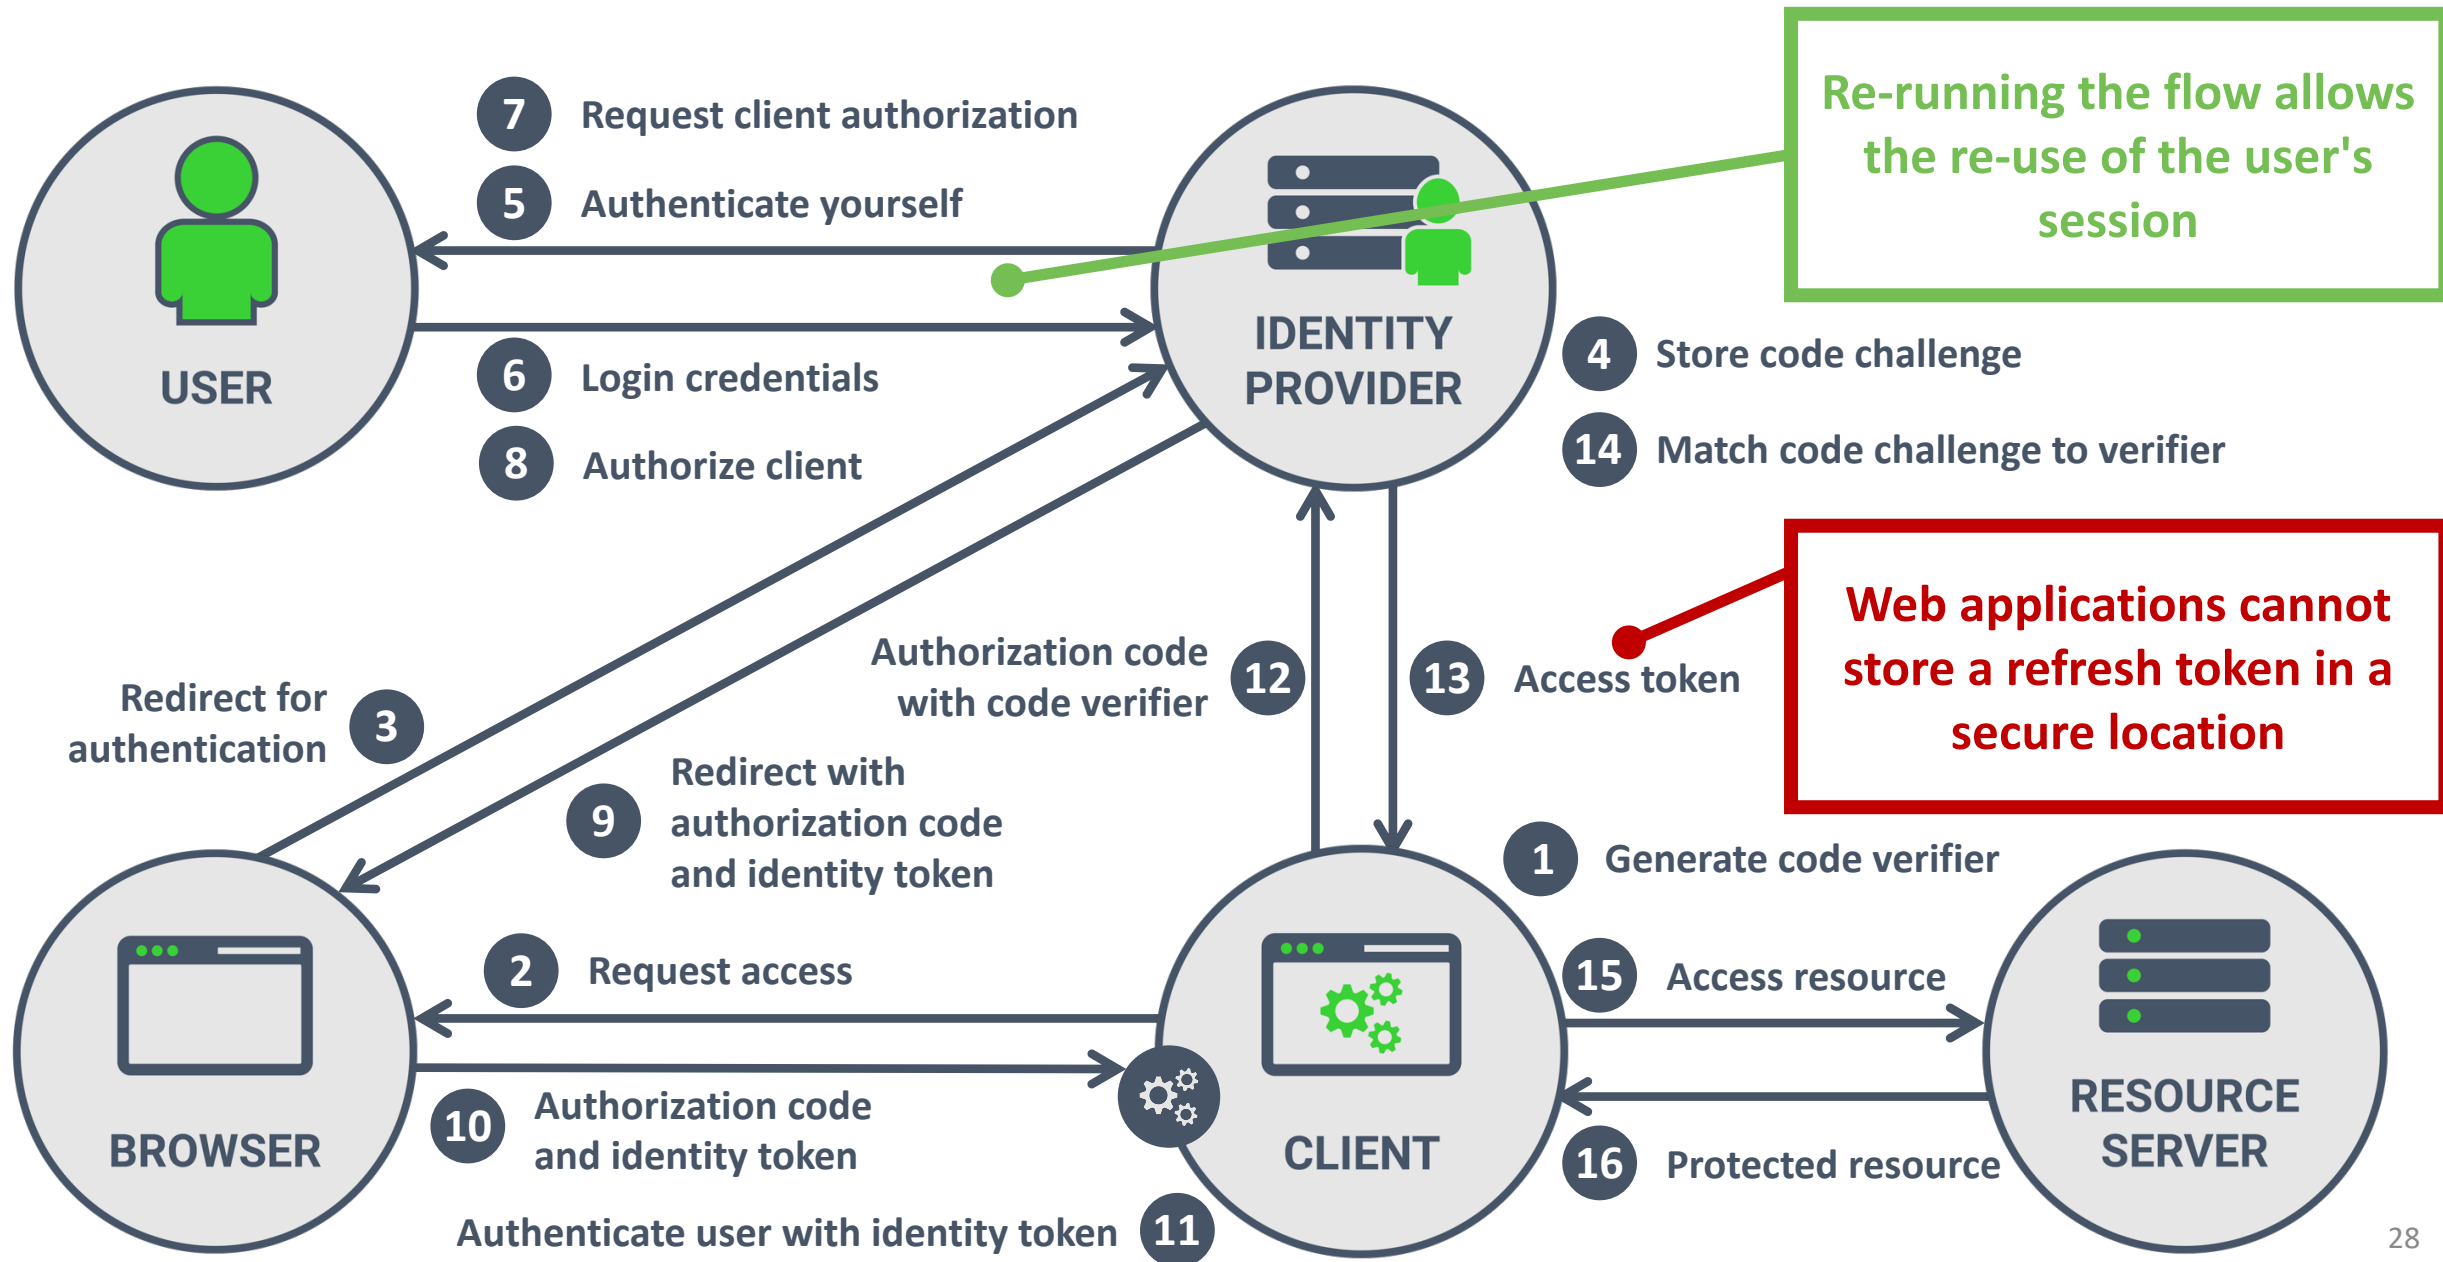 7 Request client authorization
5 Authenticate yourself
Re-running the flow allows
the re-use of the user's
session
USER
6 Login credentials
8 Authorize client
IDENTITY
PROVIDER
4 Store code challenge
14 Match code challenge to verifier
Web applications cannot
store a refresh token in a
secure location
Redirect for
authentication
3
Authorization code
with code verifier
12
13 Access token
9
Redirect with
authorization code
and identity token
1 Generate code verifier
2 Request access
BROWSER
10
Authorization code
and identity token
Authenticate user with identity token 11
CLIENT
15 Access resource
16 Protected resource
RESOURCE
SERVER
28